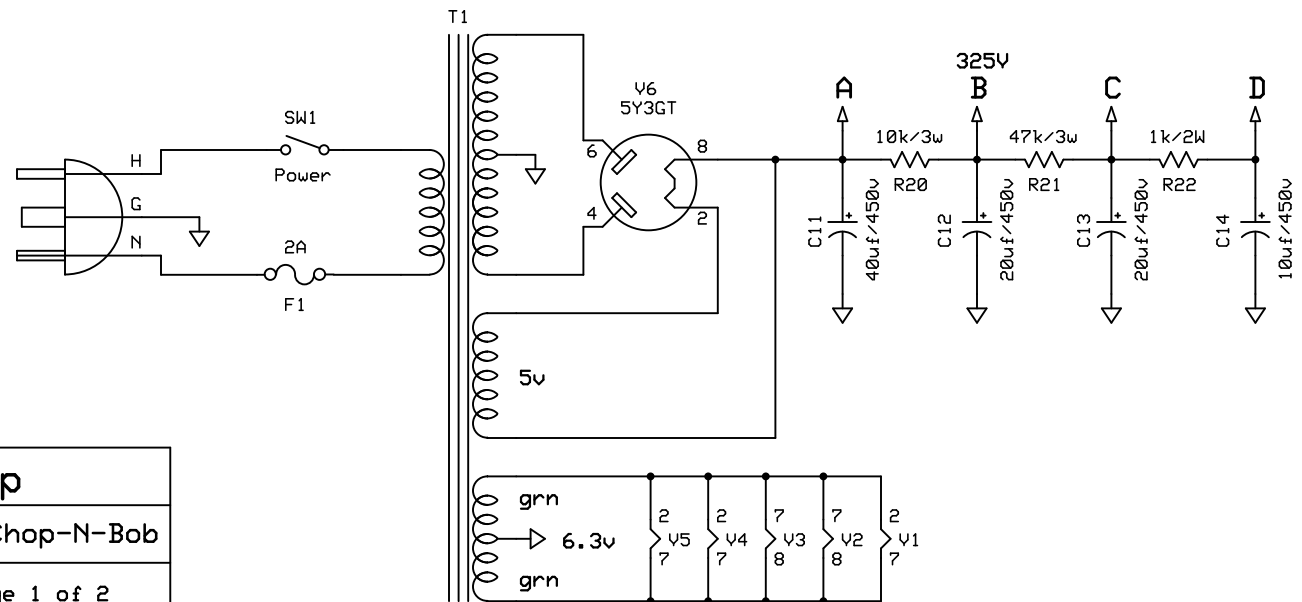 T1
325V
A
B
C
D
V6
5Y3GT
SW1
10k/3w
47k/3w
1k/2W
H
6
8
Power
R20
R21
R22
G
4
2
C11
40uf/450v
C12
20uf/450v
C13
20uf/450v
C14
10uf/450v
N
2A
F1
5v
p
Chop-N-Bob
ge 1 of 2
grn
6.3v
grn
2
V5
7
2
V4
7
7
V3
8
7
V2
8
2
V1
7
+
+
+
+